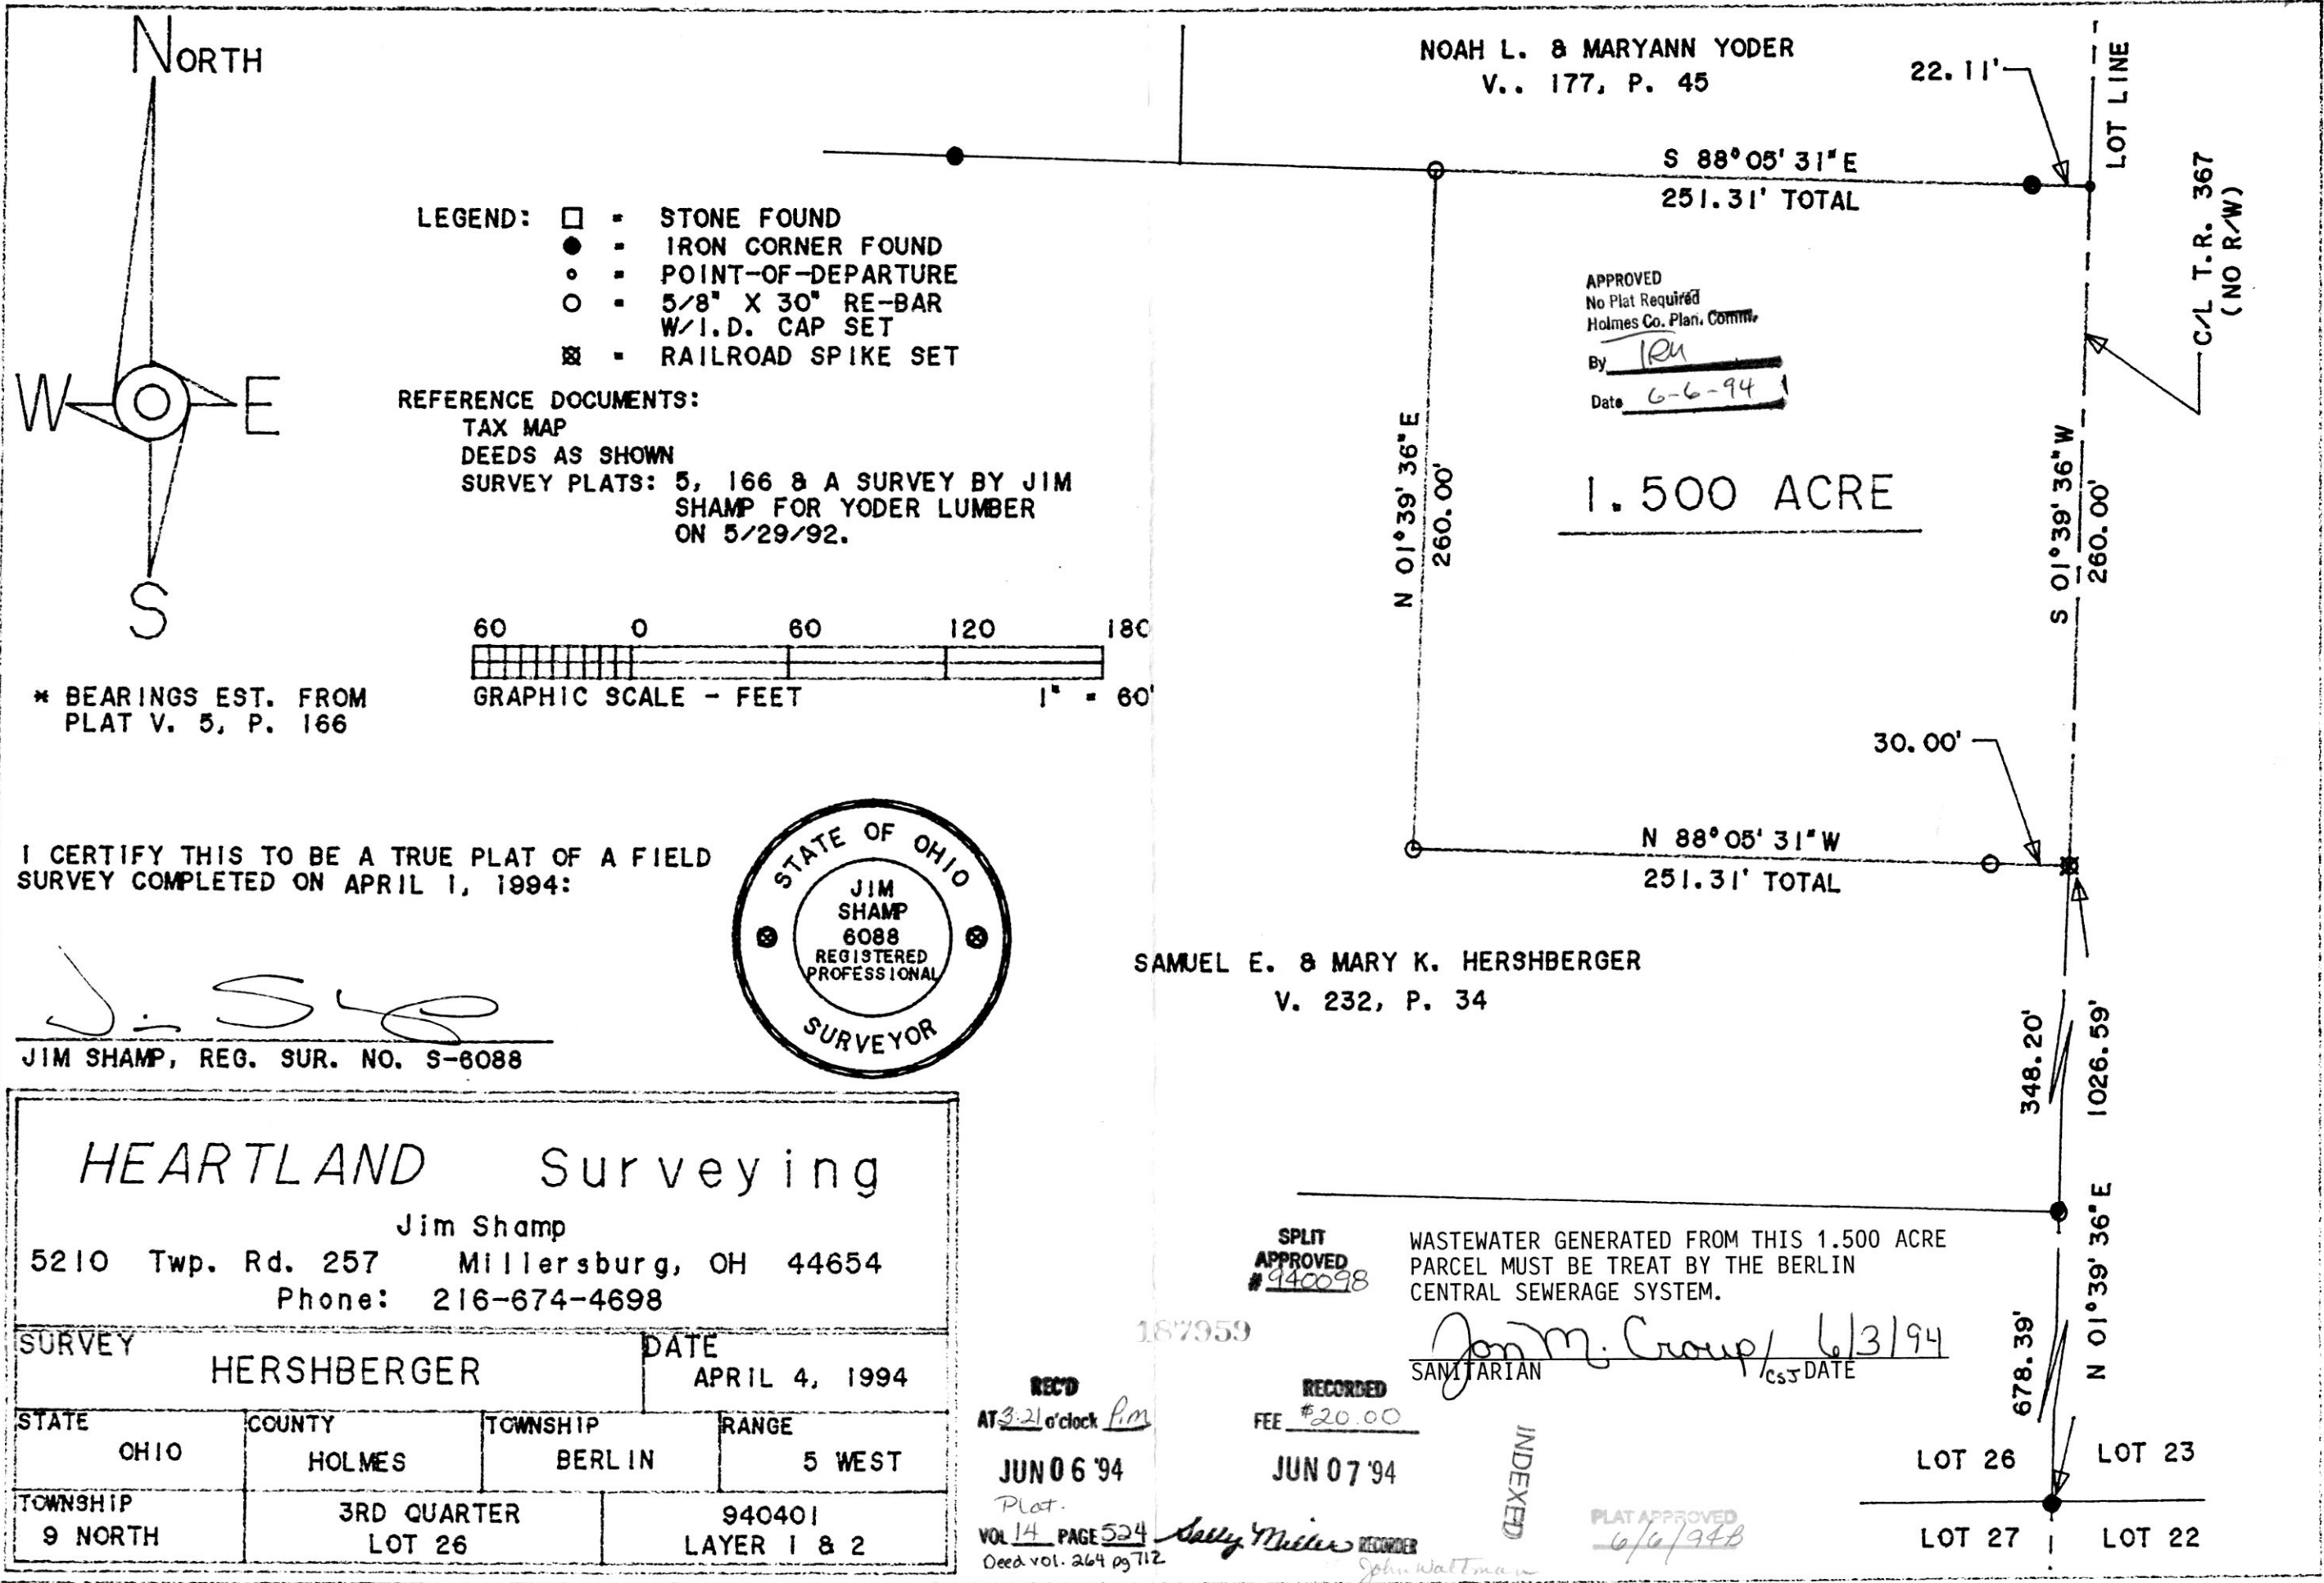 NORTH
W
E
S
NOAH L. & MARYANN YODER
V.. 177, P. 45
22.11'
LOT LINE
S 88°05'31"E
251.31' TOTAL
C/L T.R. 367
(NO R/W)
LEGEND:
= STONE FOUND
= IRON CORNER FOUND
= POINT-OF-DEPARTURE
= 5/8" X 30" RE-BAR
W/I.D. CAP SET
= RAILROAD SPIKE SET
REFERENCE DOCUMENTS:
TAX MAP
DEEDS AS SHOWN
SURVEY PLATS: 5, 166 & A SURVEY BY JIM
SHAMP FOR YODER LUMBER
ON 5/29/92.
APPROVED
No Plat Required
Holmes Co. Plan. Comm.
By
Date 6-6-94
N 01°39'36"E
260.00'
1.500 ACRE
S 01°39'36"W
260.00'
60 0 60 120 180
GRAPHIC SCALE - FEET 1" = 60'
* BEARINGS EST. FROM
PLAT V. 5, P. 166
30.00'
N 88°05'31"W
251.31' TOTAL
I CERTIFY THIS TO BE A TRUE PLAT OF A FIELD
SURVEY COMPLETED ON APRIL 1, 1994:
STATE OF OHIO
JIM
SHAMP
6088
REGISTERED
PROFESSIONAL
SURVEYOR
JIM SHAMP, REG. SUR. NO. S-6088
SAMUEL E. & MARY K. HERSHBERGER
V. 232, P. 34
348.20'
1026.59'
N 01°39'36"E
678.39'
HEARTLAND Surveying
Jim Shamp
5210 Twp. Rd. 257 Millersburg, OH 44654
Phone: 216-674-4698
SURVEY
HERSHBERGER
DATE
APRIL 4, 1994
STATE
OHIO
COUNTY
HOLMES
TOWNSHIP
BERLIN
RANGE
5 WEST
TOWNSHIP
9 NORTH
3RD QUARTER
LOT 26
940401
LAYER 1 & 2
SPLIT
APPROVED
# 940098
WASTEWATER GENERATED FROM THIS 1.500 ACRE
PARCEL MUST BE TREAT BY THE BERLIN
CENTRAL SEWERAGE SYSTEM.
187959
Jon M. Croup/ 6/3/94
SANITARIAN /CSJ DATE
REC'D
AT 3:21 o'clock P.m
JUN 06 '94
Plat.
VOL 14 PAGE 524
Deed vol. 264 pg 712
RECORDED
FEE $20.00
JUN 07 '94
Sally Miller RECORDER
John Waltman
INDEXED
PLAT APPROVED
6/6/94
LOT 26
LOT 23
LOT 27
LOT 22